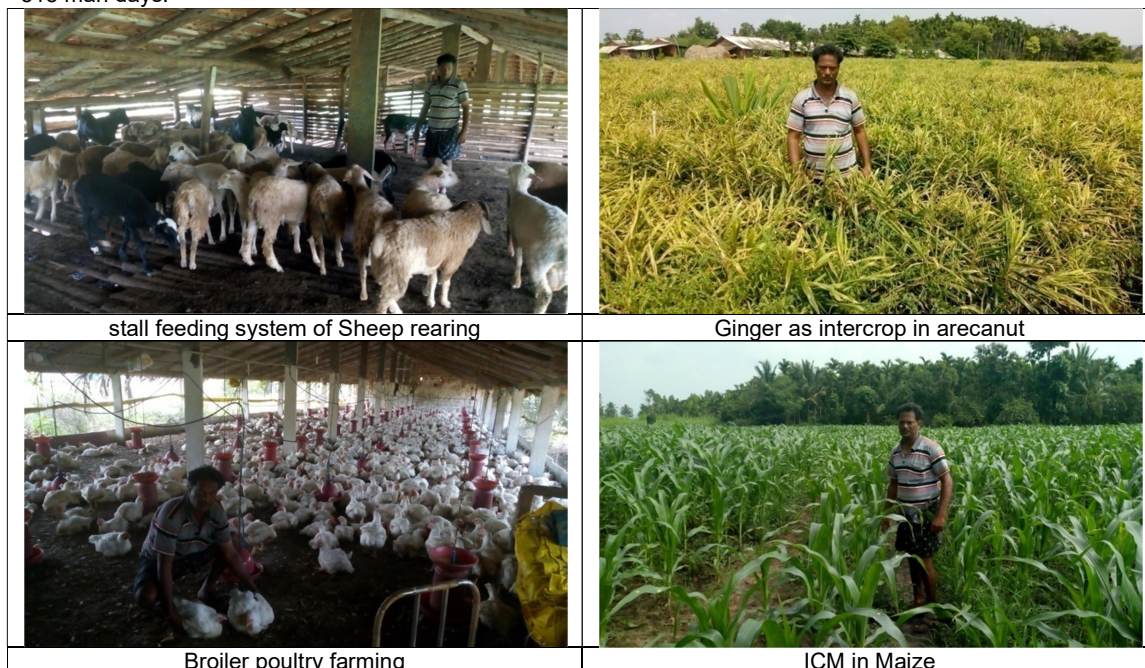 stall feeding system of Sheep rearing
Ginger as intercrop in arecanut
Broiler poultry farming
ICM in Maize